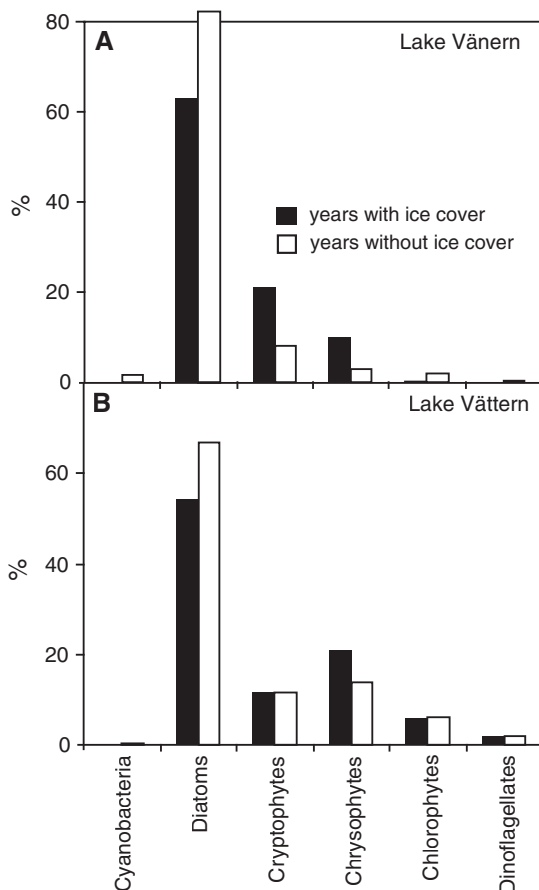 80
A
Lake Vänern
60
%
40
years with ice cover
years without ice cover
20
0
B
Lake Vättern
60
%
40
20
0
Cyanobacteria
Diatoms
Cryptophytes
Chrysophytes
Chlorophytes
Dinoflagellates